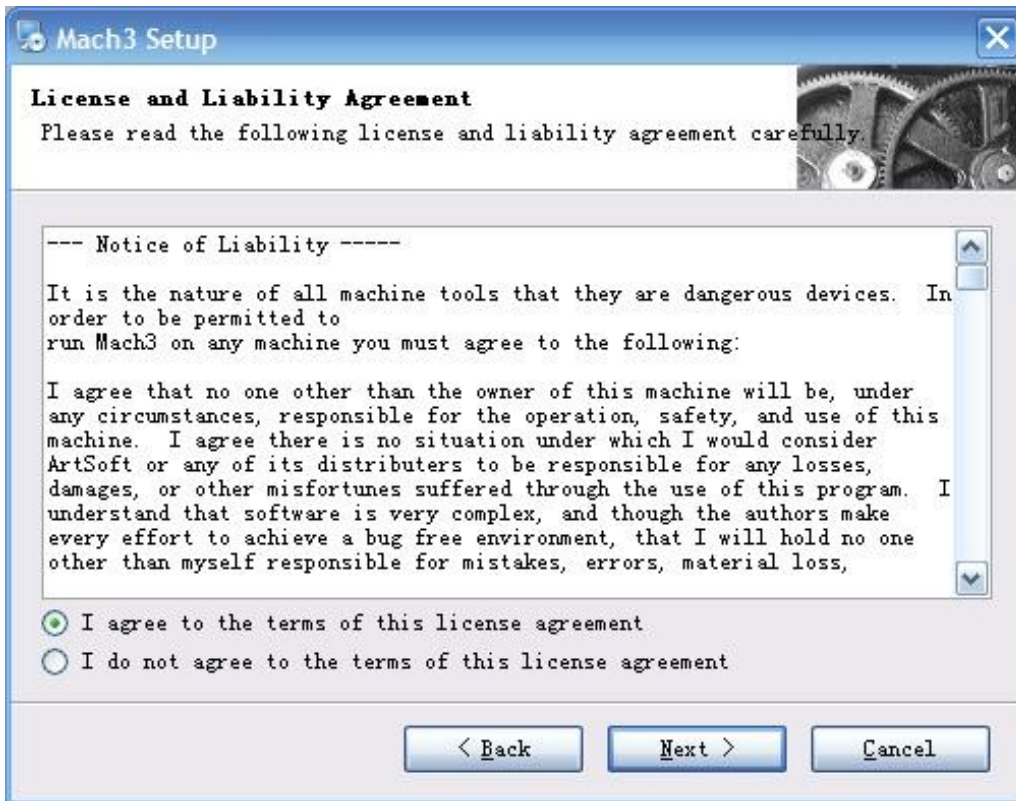 Mach3 Setup
License and Liability Agreement
Please read the following license and liability agreement carefully.
--- Notice of Liability -----
It is the nature of all machine tools that they are dangerous devices.  In
order to be permitted to
run Mach3 on any machine you must agree to the following:
I agree that no one other than the owner of this machine will be, under
any circumstances, responsible for the operation, safety, and use of this
machine.  I agree there is no situation under which I would consider
ArtSoft or any of its distributers to be responsible for any losses,
damages, or other misfortunes suffered through the use of this program.  I
understand that software is very complex, and though the authors make
every effort to achieve a bug free environment, that I will hold no one
other than myself responsible for mistakes, errors, material loss,
I agree to the terms of this license agreement
I do not agree to the terms of this license agreement
< Back
Next >
Cancel